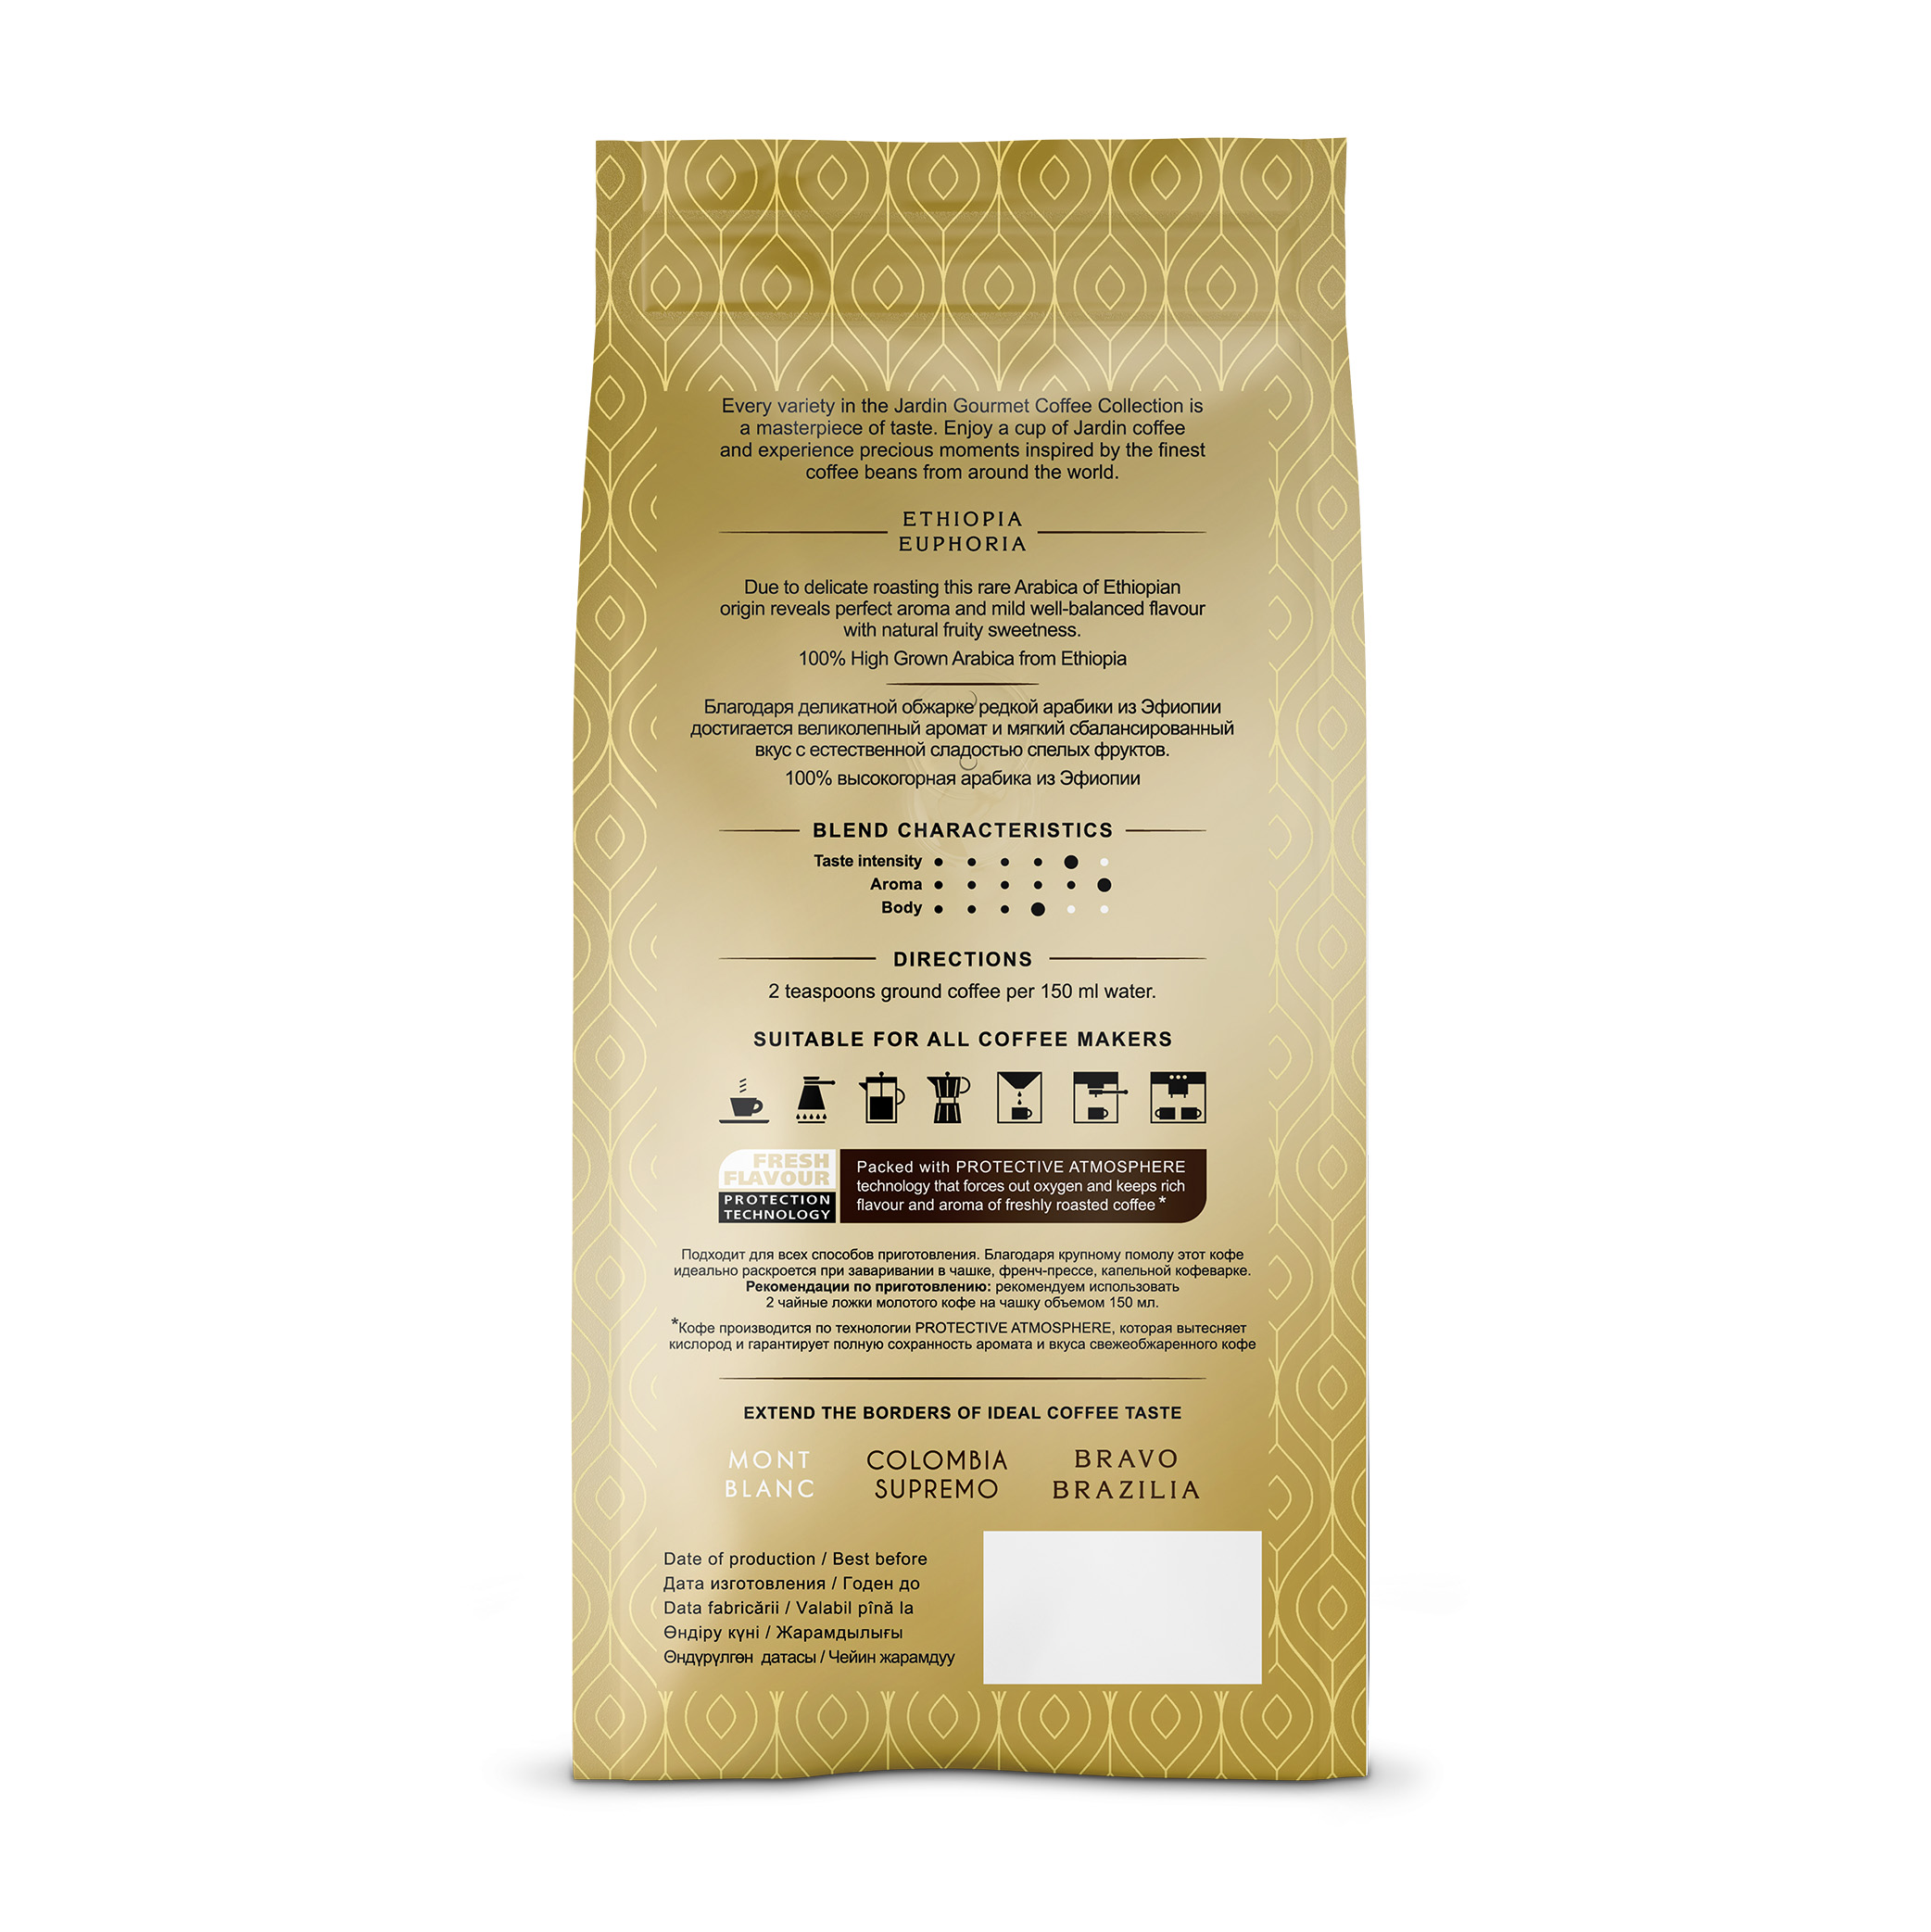 Every variety in the Jardin Gourmet Coffee Collection is
a masterpiece of taste. Enjoy a cup of Jardin coffee
and experience precious moments inspired by the finest
coffee beans from around the world.
ETHIOPIA
EUPHORIA
Due to delicate roasting this rare Arabica of Ethiopian
origin reveals perfect aroma and mild well-balanced flavour
with natural fruity sweetness.
100% High Grown Arabica from Ethiopia
Благодаря деликатной обжарке редкой арабики из Эфиопии
достигается великолепный аромат и мягкий сбалансированный
вкус с естественной сладостью спелых фруктов.
100% высокогорная арабика из Эфиопии
BLEND CHARACTERISTICS
Taste intensity
Aroma
Body
DIRECTIONS
2 teaspoons ground coffee per 150 ml water.
SUITABLE FOR ALL COFFEE MAKERS
FRESH
FLAVOUR
PROTECTION
TECHNOLOGY
Packed with PROTECTIVE ATMOSPHERE
technology that forces out oxygen and keeps rich
flavour and aroma of freshly roasted coffee*
Подходит для всех способов приготовления. Благодаря крупному помолу этот кофе
идеально раскроется при заваривании в чашке, френч-прессе, капельной кофеварке.
Рекомендации по приготовлению: рекомендуем использовать
2 чайные ложки молотого кофе на чашку объемом 150 мл.
*Кофе производится по технологии PROTECTIVE ATMOSPHERE, которая вытесняет
кислород и гарантирует полную сохранность аромата и вкуса свежеобжаренного кофе
EXTEND THE BORDERS OF IDEAL COFFEE TASTE
MONT
BLANC
COLOMBIA
SUPREMO
BRAVO
BRAZILIA
Date of production / Best before
Дата изготовления / Годен до
Data fabricării / Valabil pînă la
Өндіру күні / Жарамдылығы
Өндүрүлгөн датасы / Чейин жарамдуу